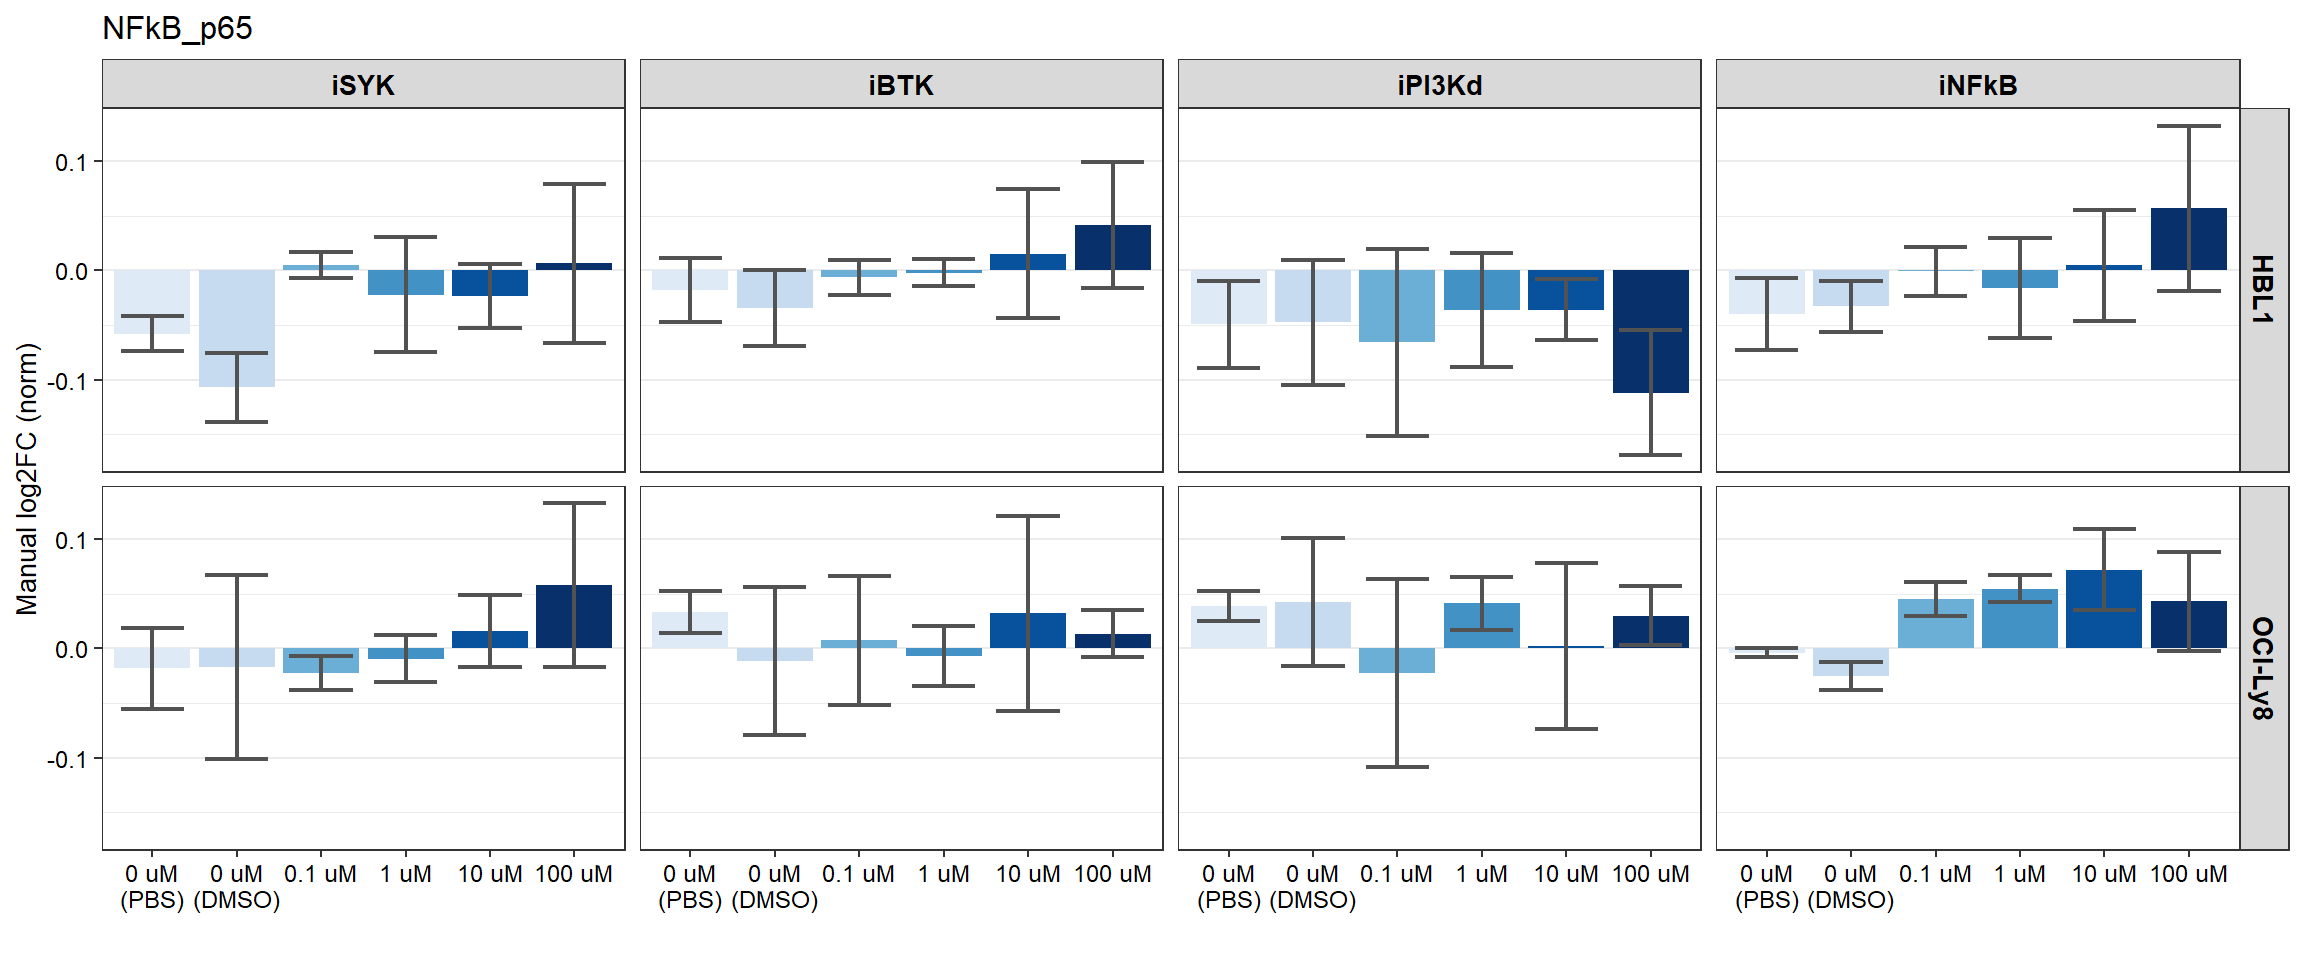 NFkB_p65
iSYK
iBTK
iPI3Kd
iNFkB
Manual log2FC (norm)
0.1
0.0
-0.1
HBL1
0.1
0.0
-0.1
OCI-Ly8
0 uM 0 uM 0.1 uM 1 uM 10 uM 100 uM
(PBS) (DMSO)
0 uM 0 uM 0.1 uM 1 uM 10 uM 100 uM
(PBS) (DMSO)
0 uM 0 uM 0.1 uM 1 uM 10 uM 100 uM
(PBS) (DMSO)
0 uM 0 uM 0.1 uM 1 uM 10 uM 100 uM
(PBS) (DMSO)